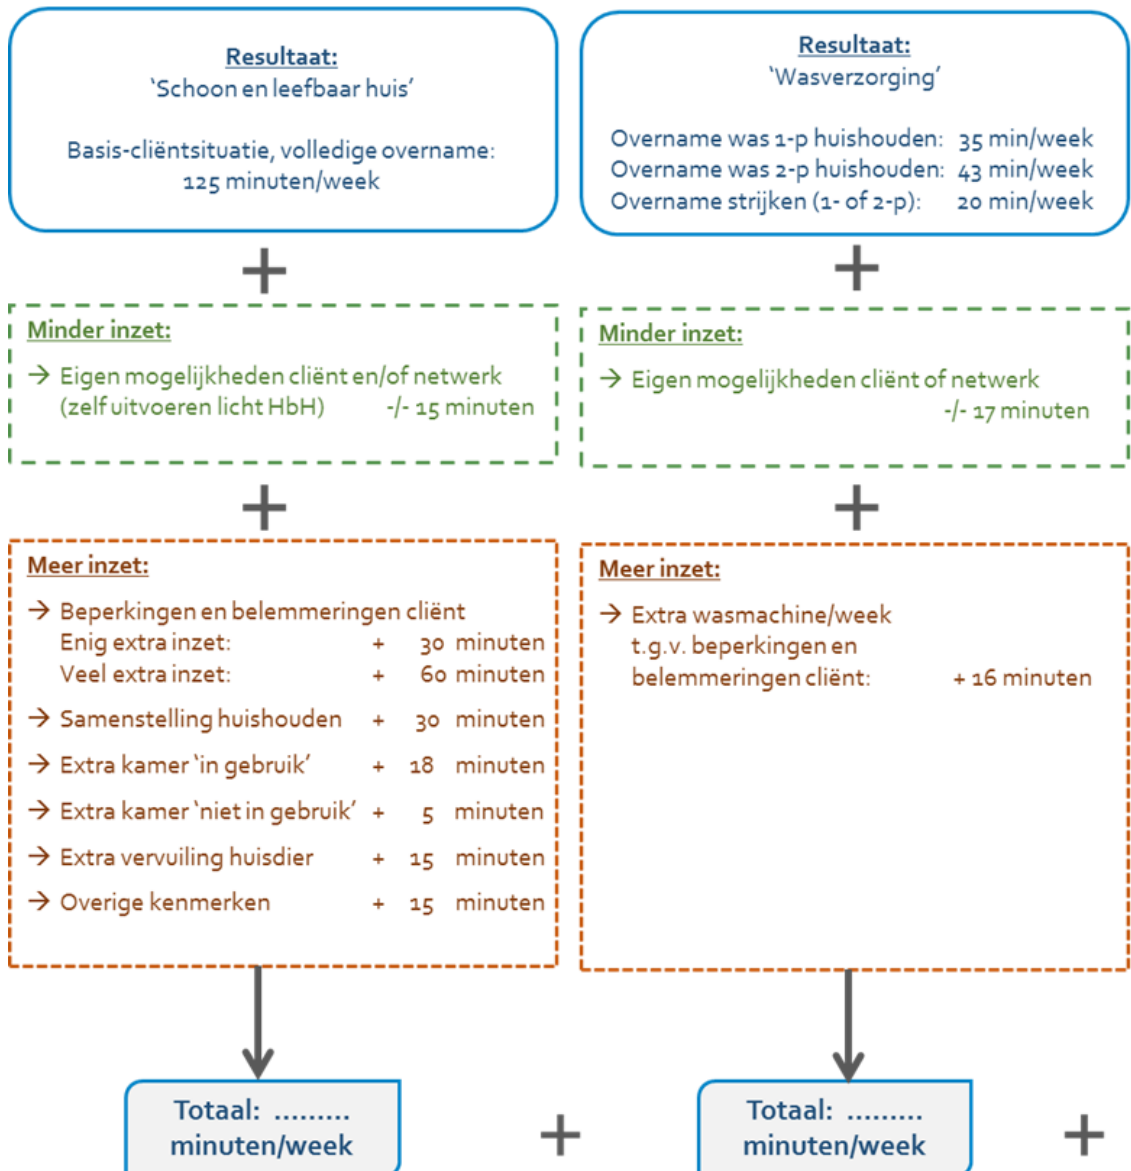 Resultaat:
‘Schoon en leefbaar huis’
Basis-cliëntsituatie, volledige overname:
125 minuten/week
+
Minder inzet:
→ Eigen mogelijkheden cliënt en/of netwerk
(zelf uitvoeren licht HbH) -/- 15 minuten
+
Meer inzet:
→ Beperkingen en belemmeringen cliënt
Enig extra inzet: + 30 minuten
Veel extra inzet: + 60 minuten
→ Samenstelling huishouden + 30 minuten
→ Extra kamer ‘in gebruik’ + 18 minuten
→ Extra kamer ‘niet in gebruik’ + 5 minuten
→ Extra vervuiling huisdier + 15 minuten
→ Overige kenmerken + 15 minuten
Totaal: .........
minuten/week
+
Resultaat:
‘Wasverzorging’
Overname was 1-p huishouden: 35 min/week
Overname was 2-p huishouden: 43 min/week
Overname strijken (1- of 2-p): 20 min/week
+
Minder inzet:
→ Eigen mogelijkheden cliënt of netwerk
-/- 17 minuten
+
Meer inzet:
→ Extra wasmachine/week
t.g.v. beperkingen en
belemmeringen cliënt: + 16 minuten
Totaal: .........
minuten/week
+